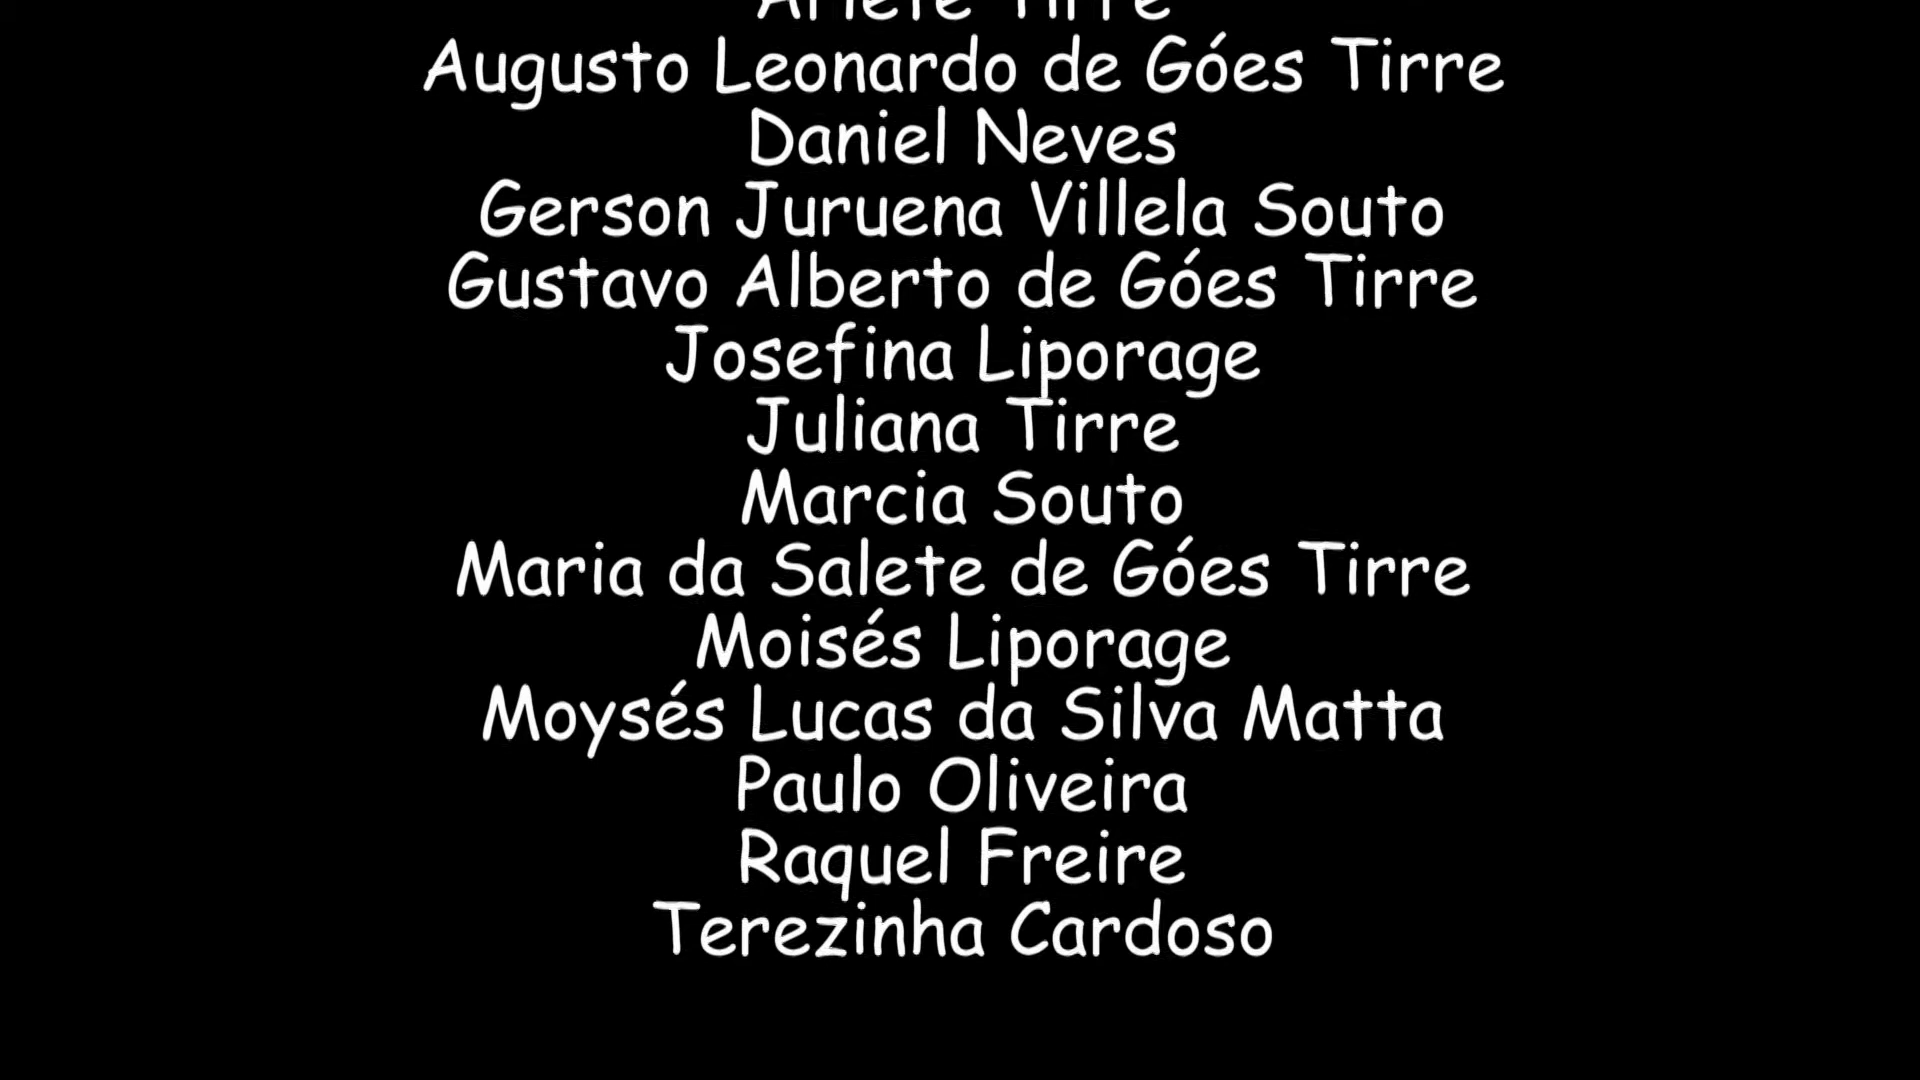 Arlete Tirre
Augusto Leonardo de Góes Tirre
Daniel Neves
Gerson Juruena Villela Souto
Gustavo Alberto de Góes Tirre
Josefina Liporage
Juliana Tirre
Marcia Souto
Maria da Salete de Góes Tirre
Moisés Liporage
Moysés Lucas da Silva Matta
Paulo Oliveira
Raquel Freire
Terezinha Cardoso